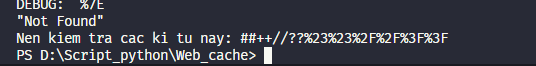 DEBUG:  %7E
"Not Found"
Nen kiem tra cac ki tu nay: ##++//??%23%23%2F%2F%3F%3F
PS D:\Script_python\Web_cache>